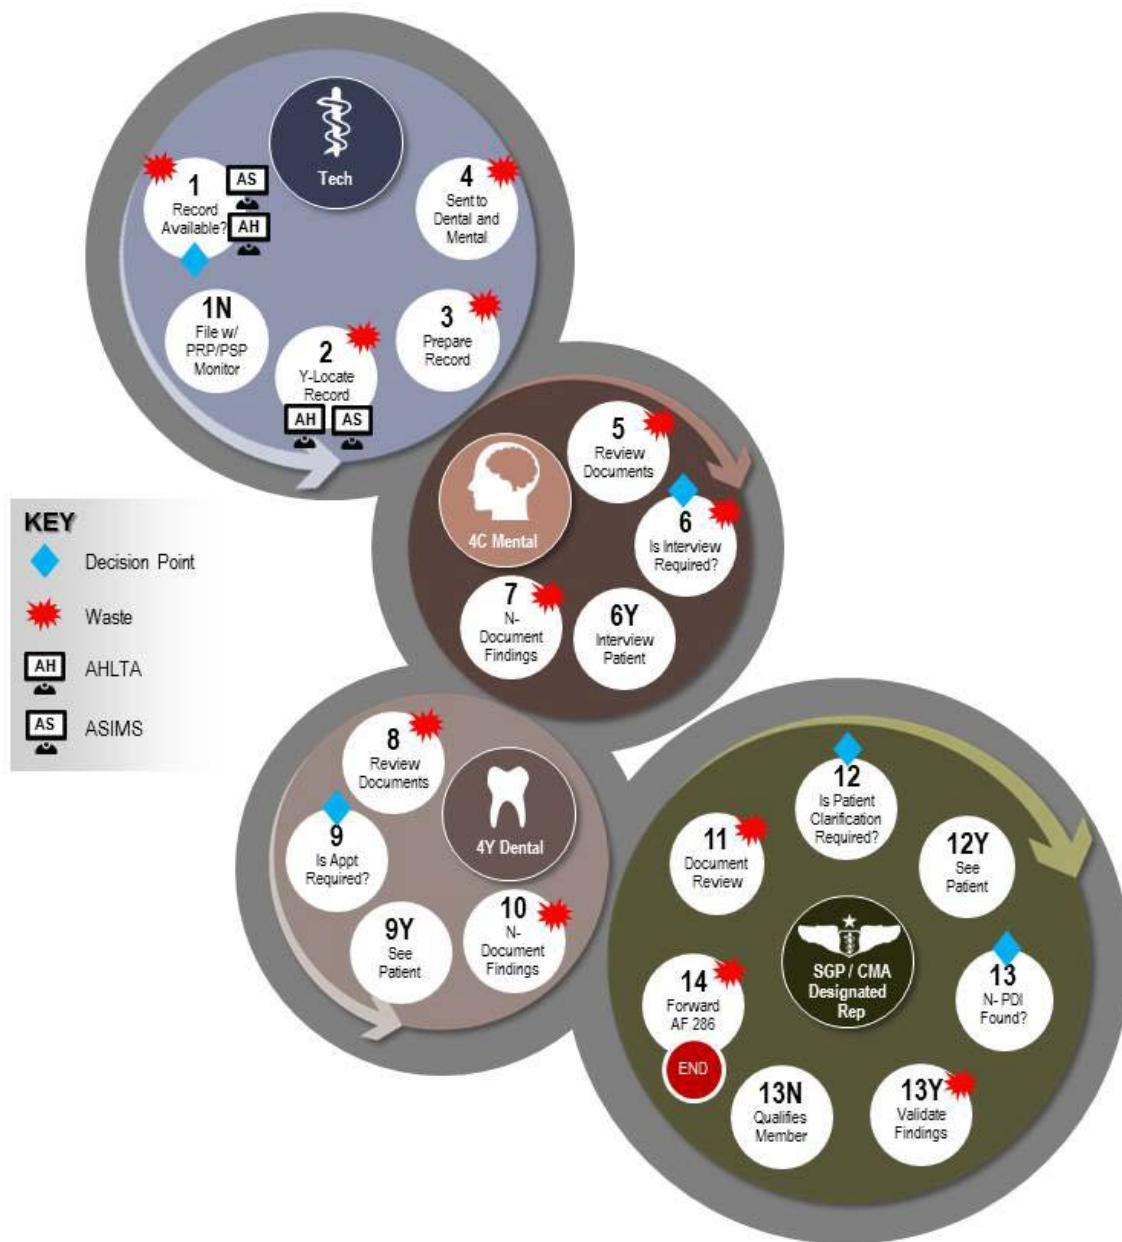 Tech
1
Record
Available?
AS
AH
1N
File w/
PRP/PSP
Monitor
2
Y-Locate
Record
AH
AS
3
Prepare
Record
4
Sent to
Dental and
Mental
KEY
Decision Point
Waste
AH
AHLTA
AS
ASIMS
4C Mental
5
Review
Documents
6
Is Interview
Required?
6Y
Interview
Patient
7
N-
Document
Findings
4Y Dental
8
Review
Documents
9
Is Appt
Required?
9Y
See
Patient
10
N-
Document
Findings
SGP / CMA
Designated
Rep
11
Document
Review
12
Is Patient
Clarification
Required?
12Y
See
Patient
13
N- PDI
Found?
13Y
Validate
Findings
13N
Qualifies
Member
14
Forward
AF 286
END